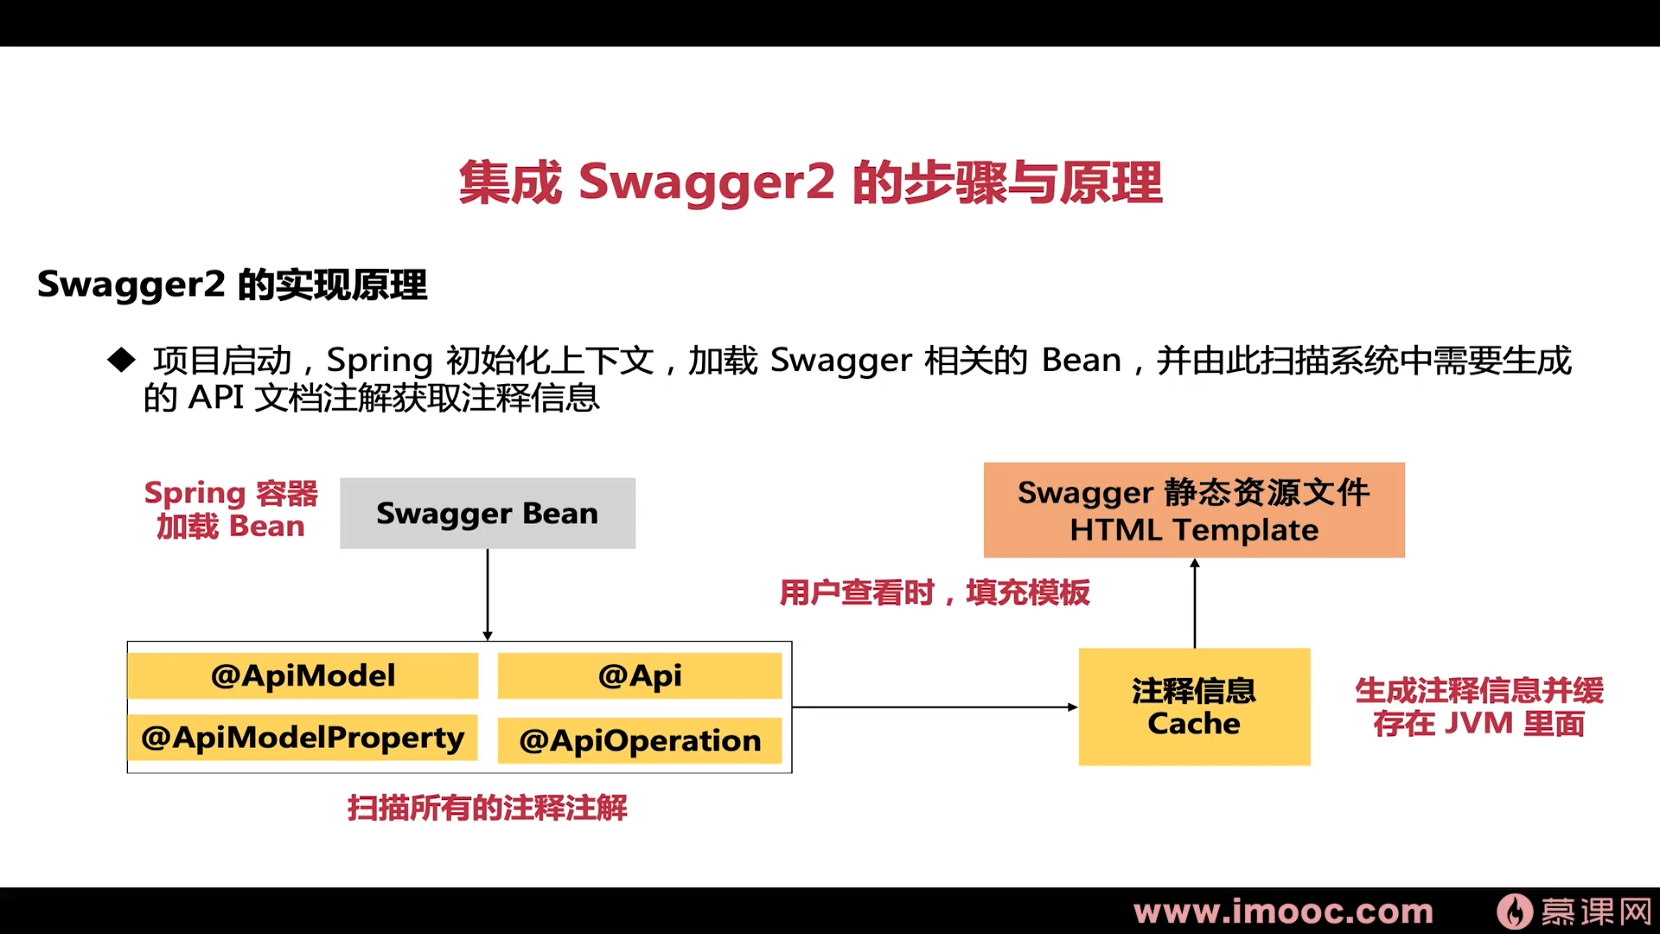 集成 Swagger2 的步骤与原理
Swagger2 的实现原理
◆ 项目启动，Spring 初始化上下文，加载 Swagger 相关的 Bean，并由此扫描系统中需要生成
的 API 文档注解获取注释信息
Spring 容器
加载 Bean
Swagger Bean
Swagger 静态资源文件
HTML Template
用户查看时，填充模板
@ApiModel
@Api
@ApiModelProperty
@ApiOperation
注释信息
Cache
生成注释信息并缓
存在 JVM 里面
扫描所有的注释注解
www.imooc.com
慕课网